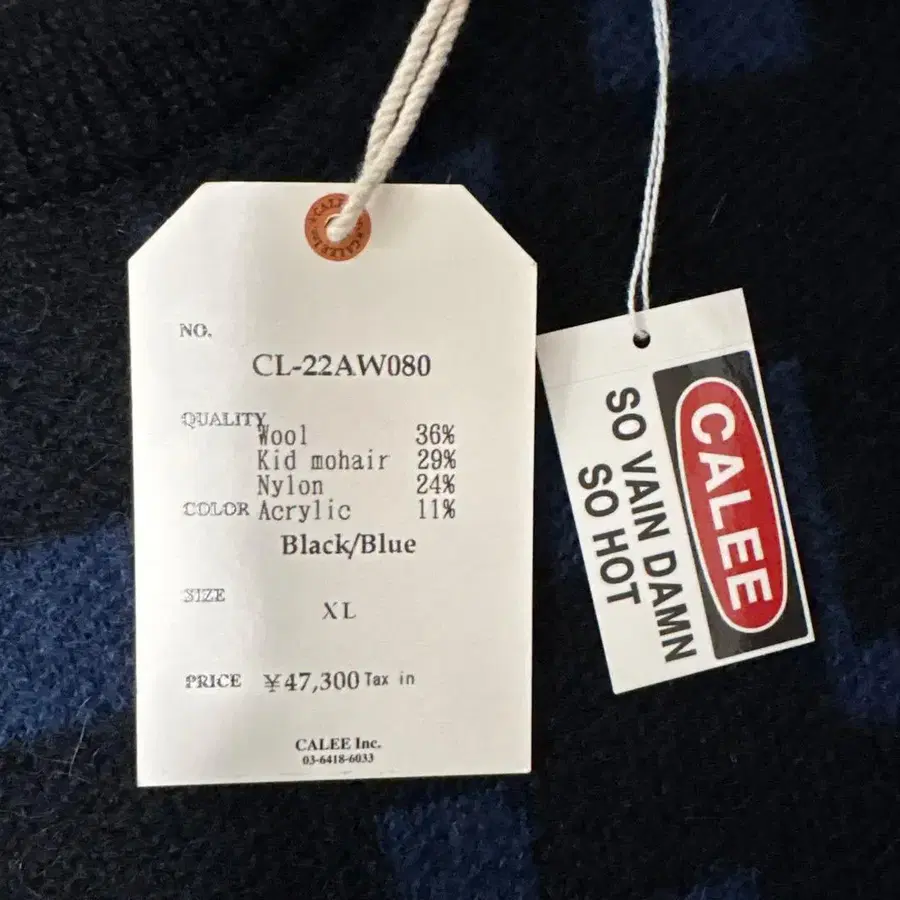 NO.
CL-22AW080
QUALITY
Wool 36%
Kid mohair 29%
Nylon 24%
COLOR Acrylic 11%
Black/Blue
SIZE
XL
PRICE ¥47,300 Tax in
CALEE Inc.
03-6418-6033
CALEE
SO VAIN DAMN
SO HOT